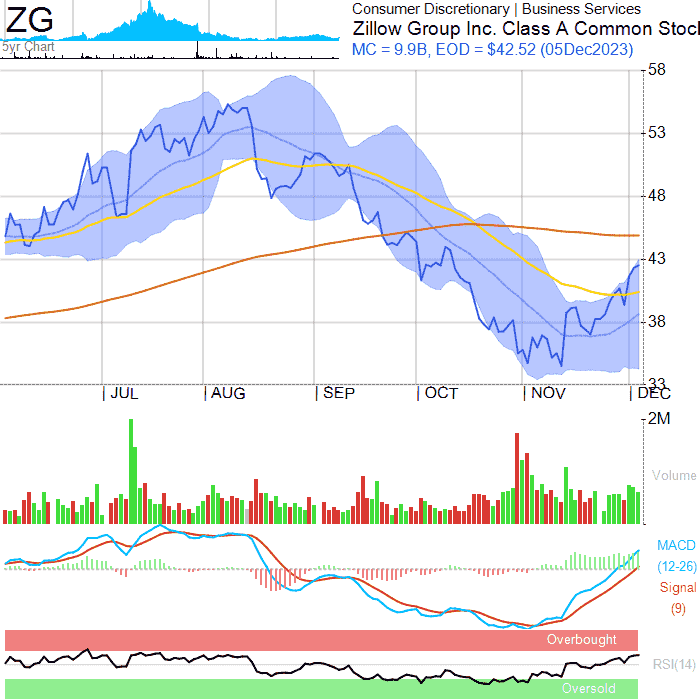 ZG
5yr Chart
Consumer Discretionary | Business Services
Zillow Group Inc. Class A Common Stoc
MC = 9.9B, EOD = $42.52 (05Dec2023)
58
53
48
43
38
33
JUL AUG SEP OCT NOV DEC
2M
Volume
MACD
(12-26)
Signal
(9)
Overbought
RSI(14)
Oversold